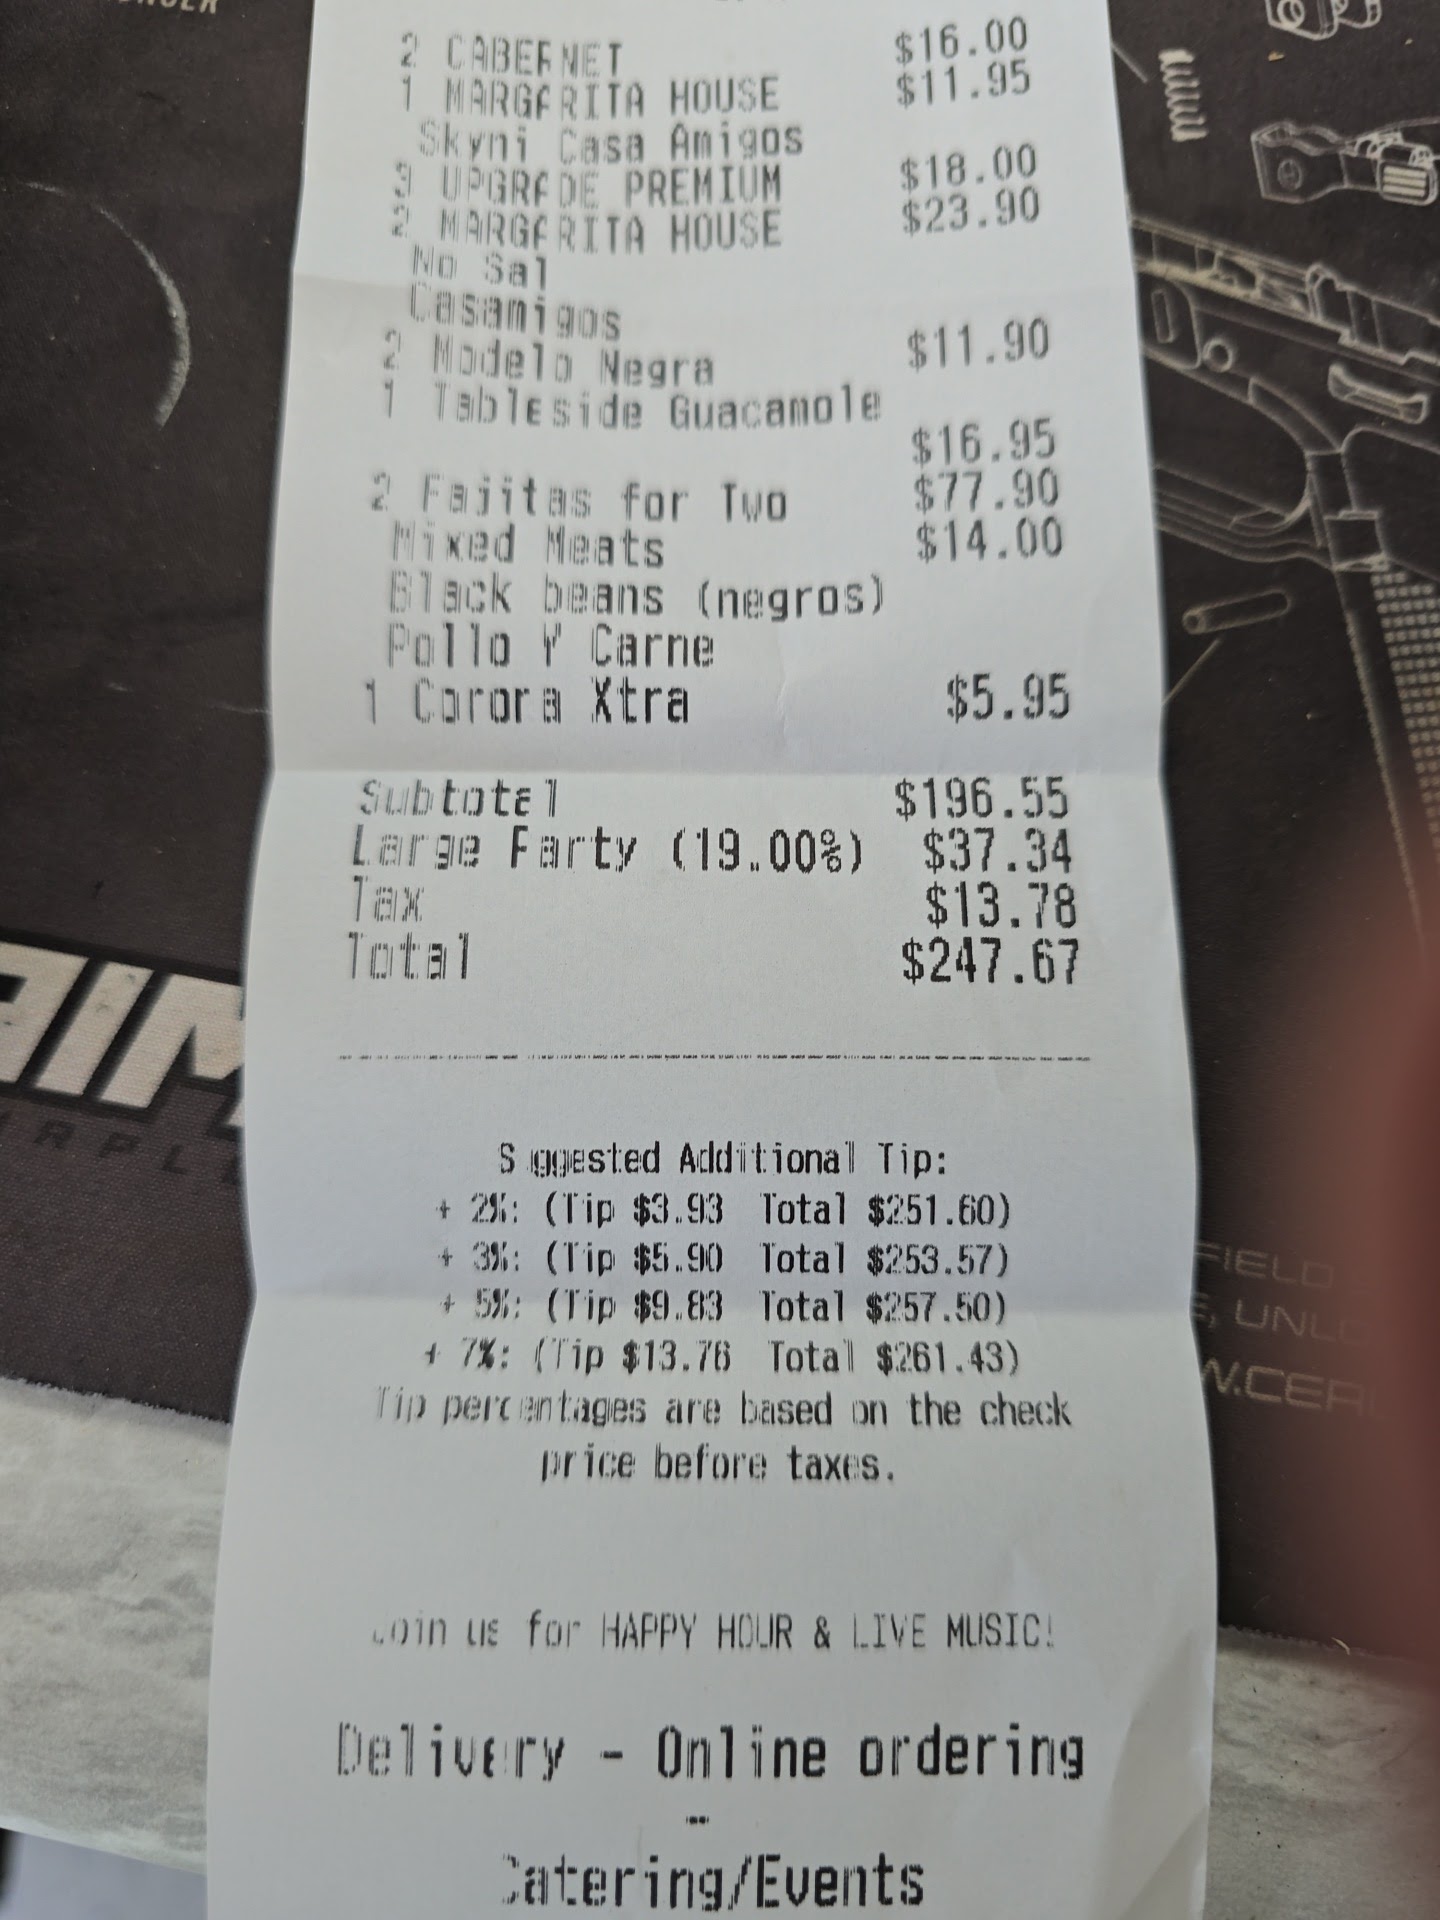 2 CABERNET $16.00
1 MARGARITA HOUSE $11.95
Skyni Casa Amigos
3 UPGRADE PREMIUM $18.00
2 MARGARITA HOUSE $23.90
No Sal
Casamigos
2 Modelo Negra $11.90
1 Tableside Guacamole
$16.95
2 Fajitas for Two $77.90
Mixed Meats $14.00
Black beans (negros)
Pollo Y Carne
1 Corona Xtra $5.95
Subtotal $196.55
Large Party (19.00%) $37.34
Tax $13.78
Total $247.67
Suggested Additional Tip:
+ 2%: (Tip $3.93 Total $251.60)
+ 3%: (Tip $5.90 Total $253.57)
+ 5%: (Tip $9.83 Total $257.50)
+ 7%: (Tip $13.76 Total $261.43)
Tip percentages are based on the check
price before taxes.
Join us for HAPPY HOUR & LIVE MUSIC!
Delivery - Online ordering
-
Catering/Events
FIELD